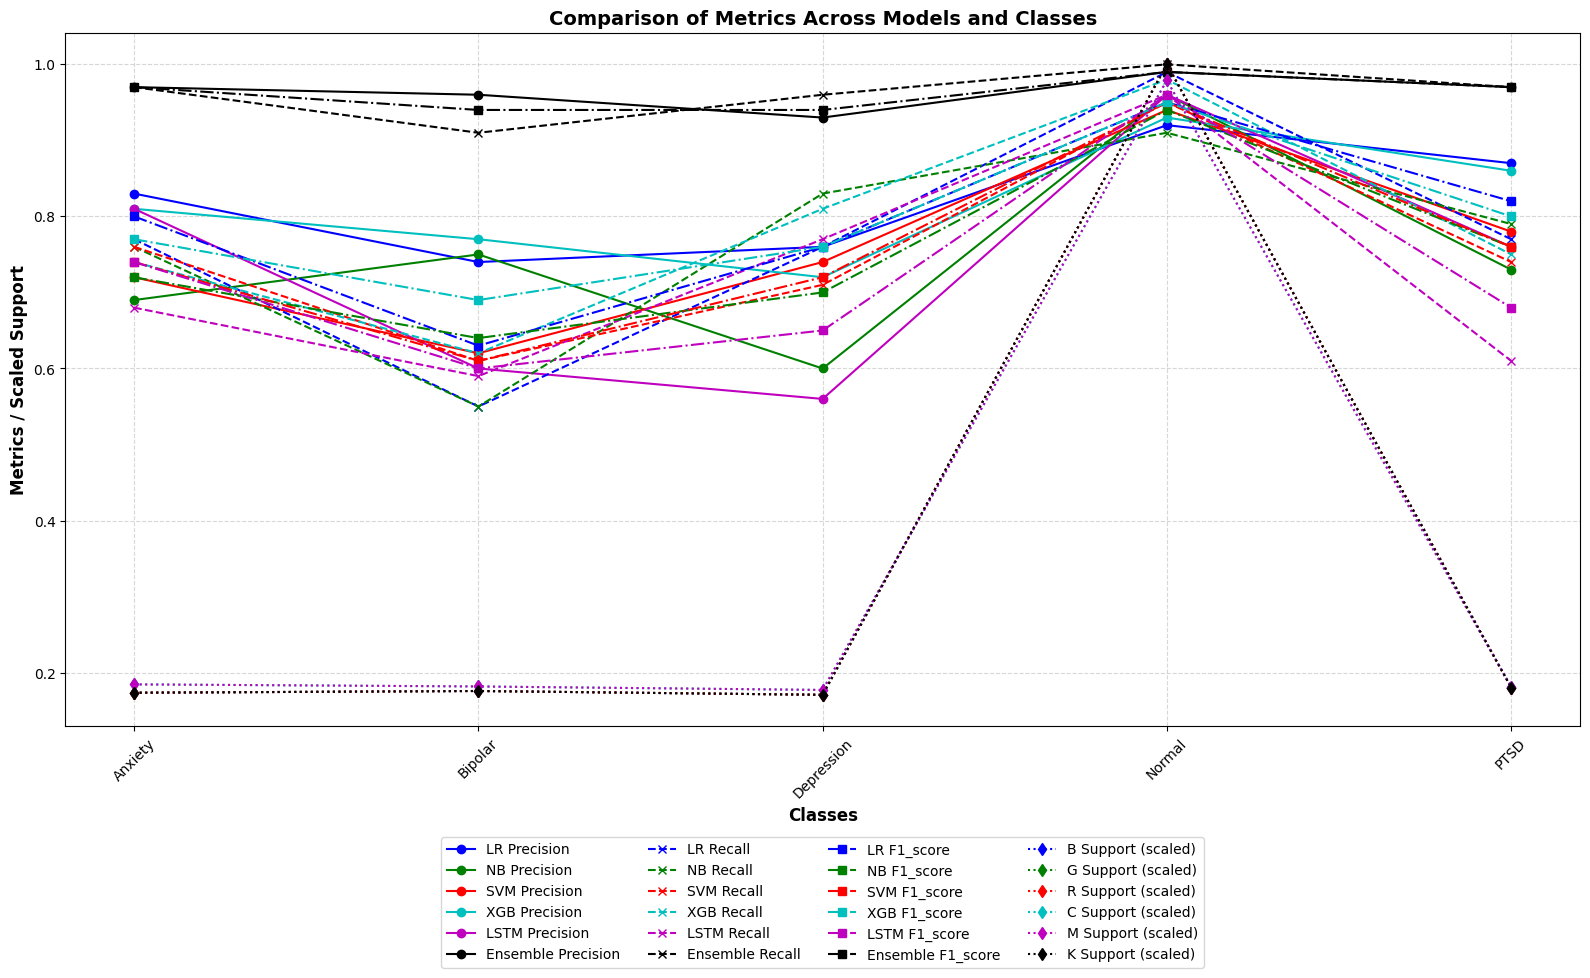 Comparison of Metrics Across Models and Classes
Metrics / Scaled Support
1.0
0.8
0.6
0.4
0.2
Anxiety
Bipolar
Depression
Normal
PTSD
Classes
LR Precision
NB Precision
SVM Precision
XGB Precision
LSTM Precision
Ensemble Precision
LR Recall
NB Recall
SVM Recall
XGB Recall
LSTM Recall
Ensemble Recall
LR F1_score
NB F1_score
SVM F1_score
XGB F1_score
LSTM F1_score
Ensemble F1_score
B Support (scaled)
G Support (scaled)
R Support (scaled)
C Support (scaled)
M Support (scaled)
K Support (scaled)